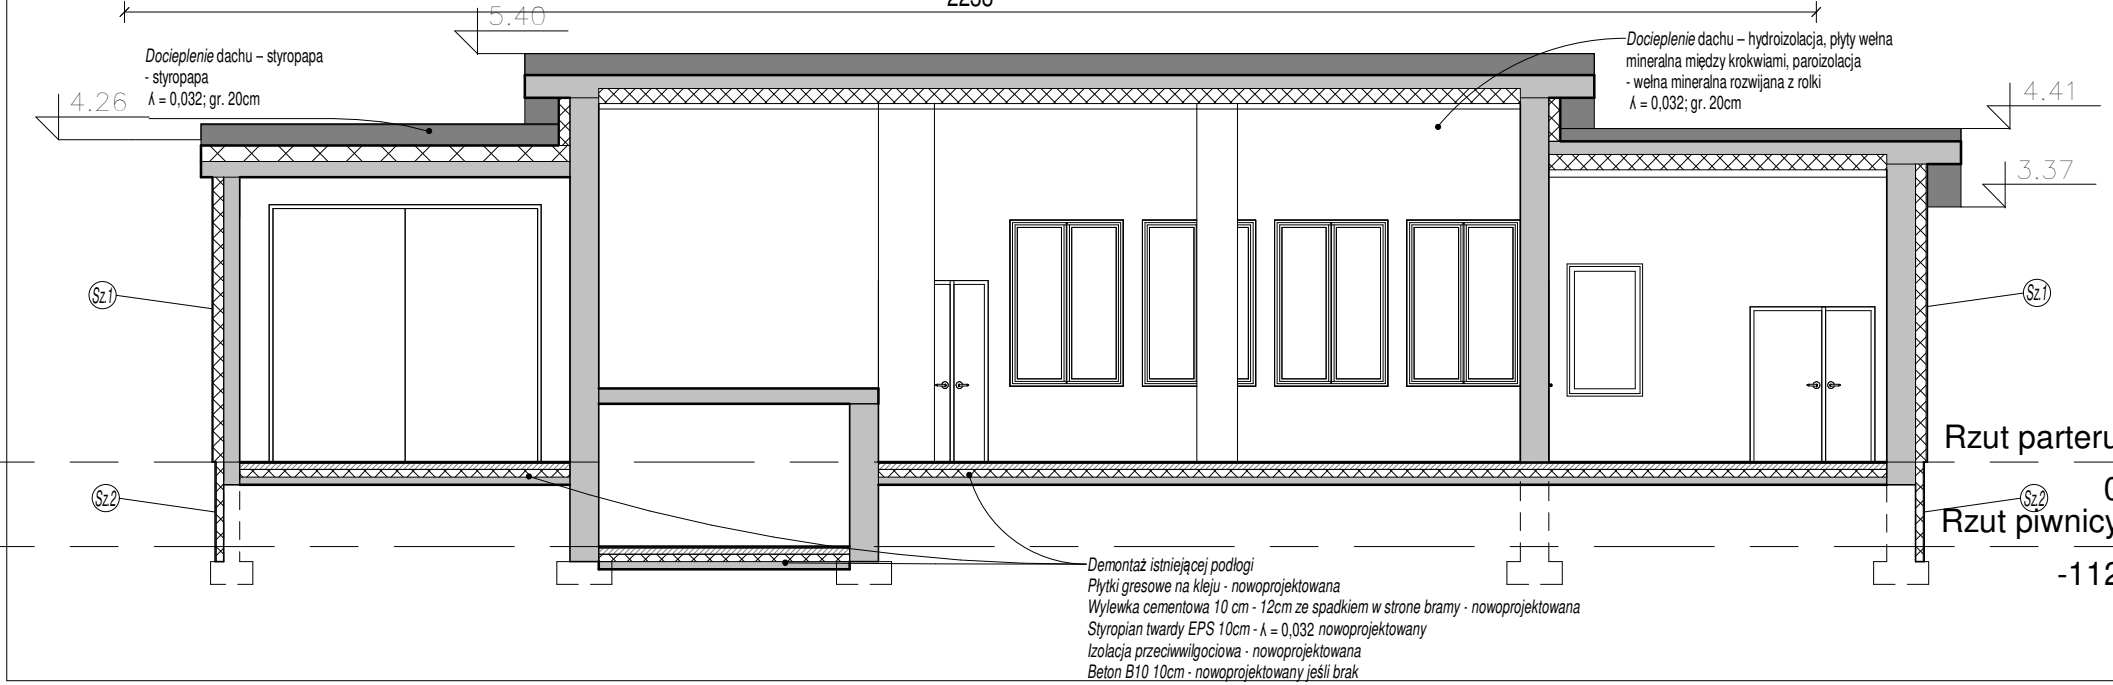 5.40
Docieplenie dachu – styropapa
- styropapa
ʎ = 0,032; gr. 20cm
4.26
Docieplenie dachu – hydroizolacja, płyty wełna
mineralna między krokwiami, paroizolacja
- wełna mineralna rozwijana z rolki
ʎ = 0,032; gr. 20cm
4.41
3.37
Sz.1
Sz.1
Rzut parteru
0
Sz.2
Sz.2
Rzut piwnicy
-112
Demontaż istniejącej podłogi
Płytki gresowe na kleju - nowoprojektowana
Wylewka cementowa 10 cm - 12cm ze spadkiem w strone bramy - nowoprojektowana
Styropian twardy EPS 10cm - ʎ = 0,032 nowoprojektowany
Izolacja przeciwwilgociowa - nowoprojektowana
Beton B10 10cm - nowoprojektowany jeśli brak